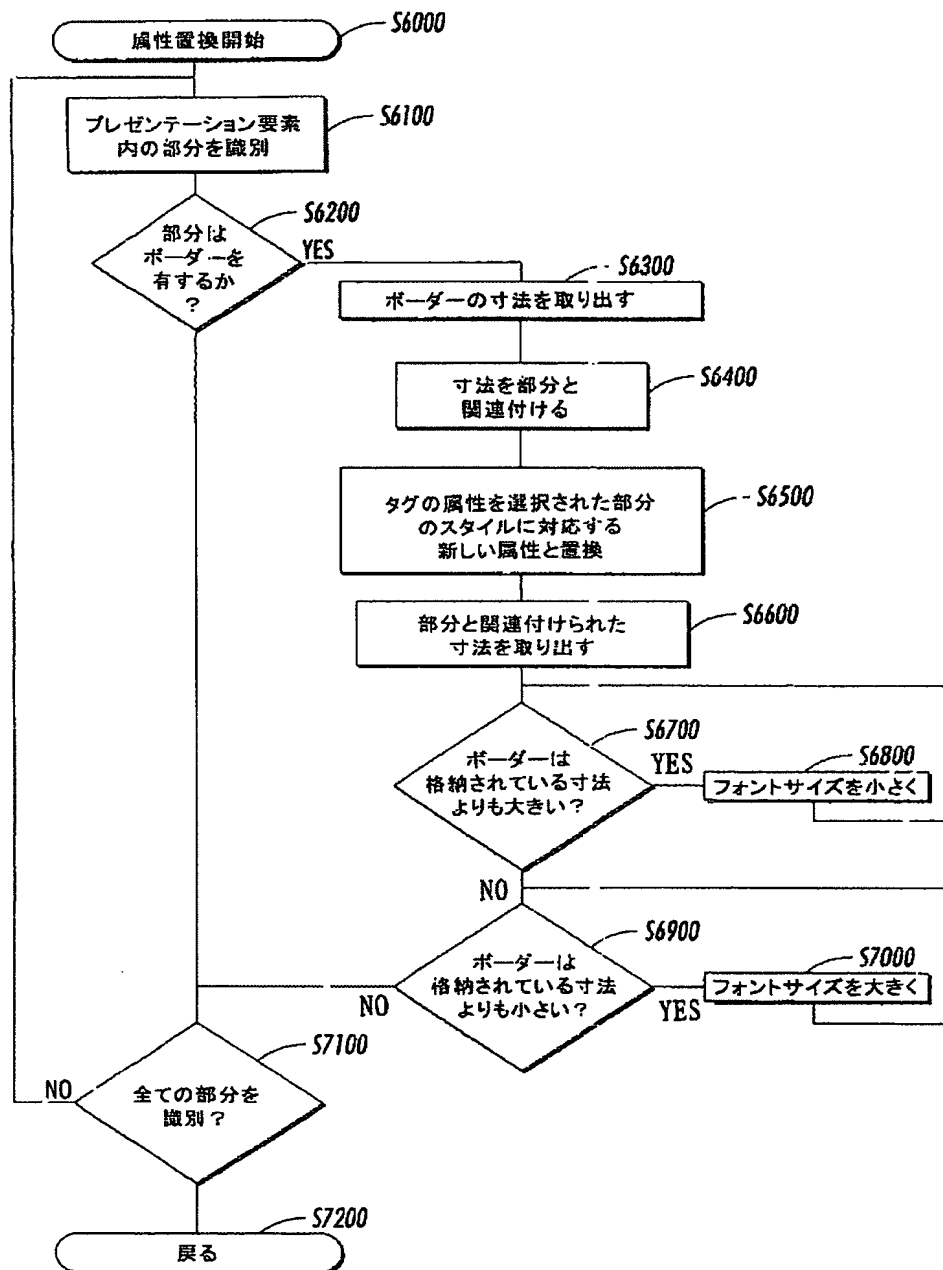 属性置換開始
S6000
プレゼンテーション要素
内の部分を識別
S6100
部分は
ボーダーを
有するか
?
S6200
YES
ボーダーの寸法を取り出す
S6300
寸法を部分と
関連付ける
S6400
タグの属性を選択された部分
のスタイルに対応する
新しい属性と置換
S6500
部分と関連付けられた
寸法を取り出す
S6600
ボーダーは
格納されている寸法
よりも大きい?
S6700
YES
フォントサイズを小さく
S6800
NO
ボーダーは
格納されている寸法
よりも小さい?
S6900
NO
YES
フォントサイズを大きく
S7000
全ての部分を
識別?
S7100
NO
戻る
S7200